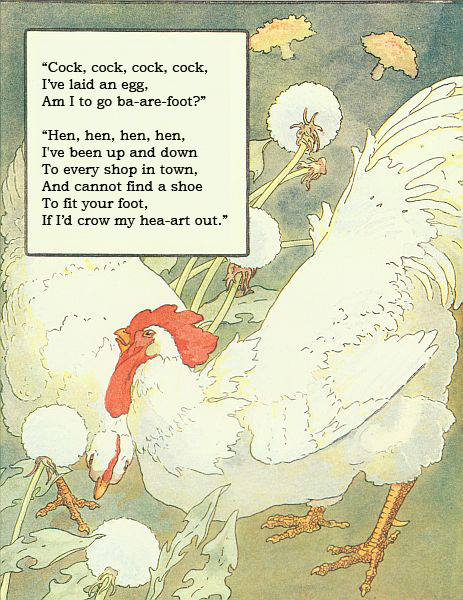 “Cock, cock, cock, cock,
I’ve laid an egg,
Am I to go ba-are-foot?”
“Hen, hen, hen, hen,
I've been up and down
To every shop in town,
And cannot find a shoe
To fit your foot,
If I’d crow my hea-art out.”